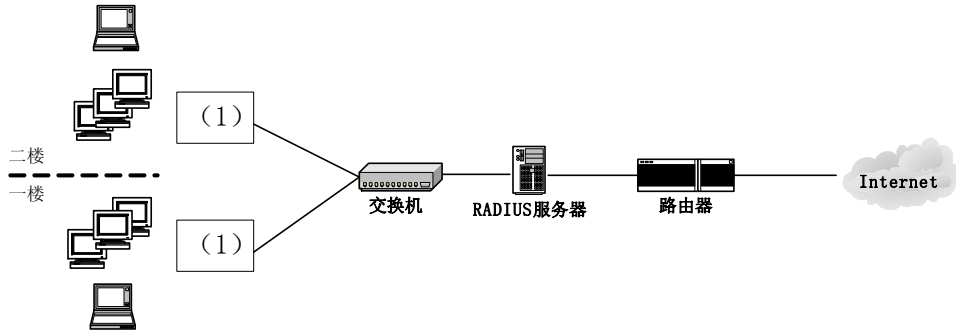 （1）
二楼
一楼
（1）
交换机
RADIUS服务器
路由器
Internet